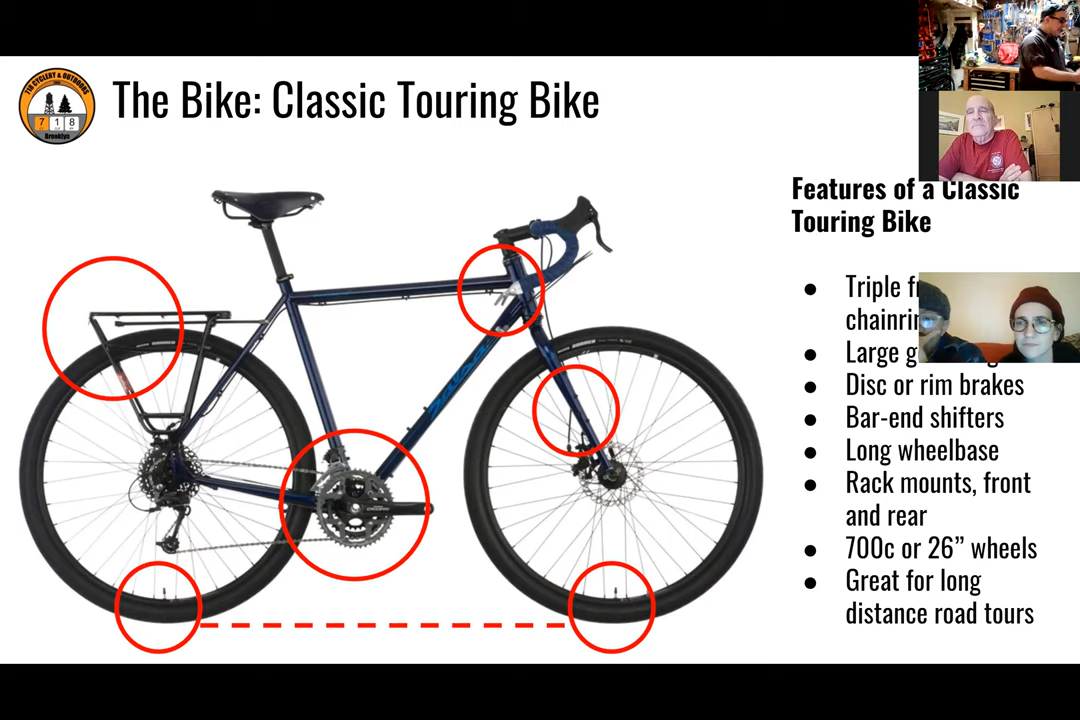 718 CYCLERY & OUTDOORS
7 1 8
Brooklyn
The Bike: Classic Touring Bike
Features of a Classic
Touring Bike
● Triple
● Large
● Disc or rim brakes
● Bar-end shifters
● Long wheelbase
● Rack mounts, front
and rear
● 700c or 26” wheels
● Great for long
distance road tours